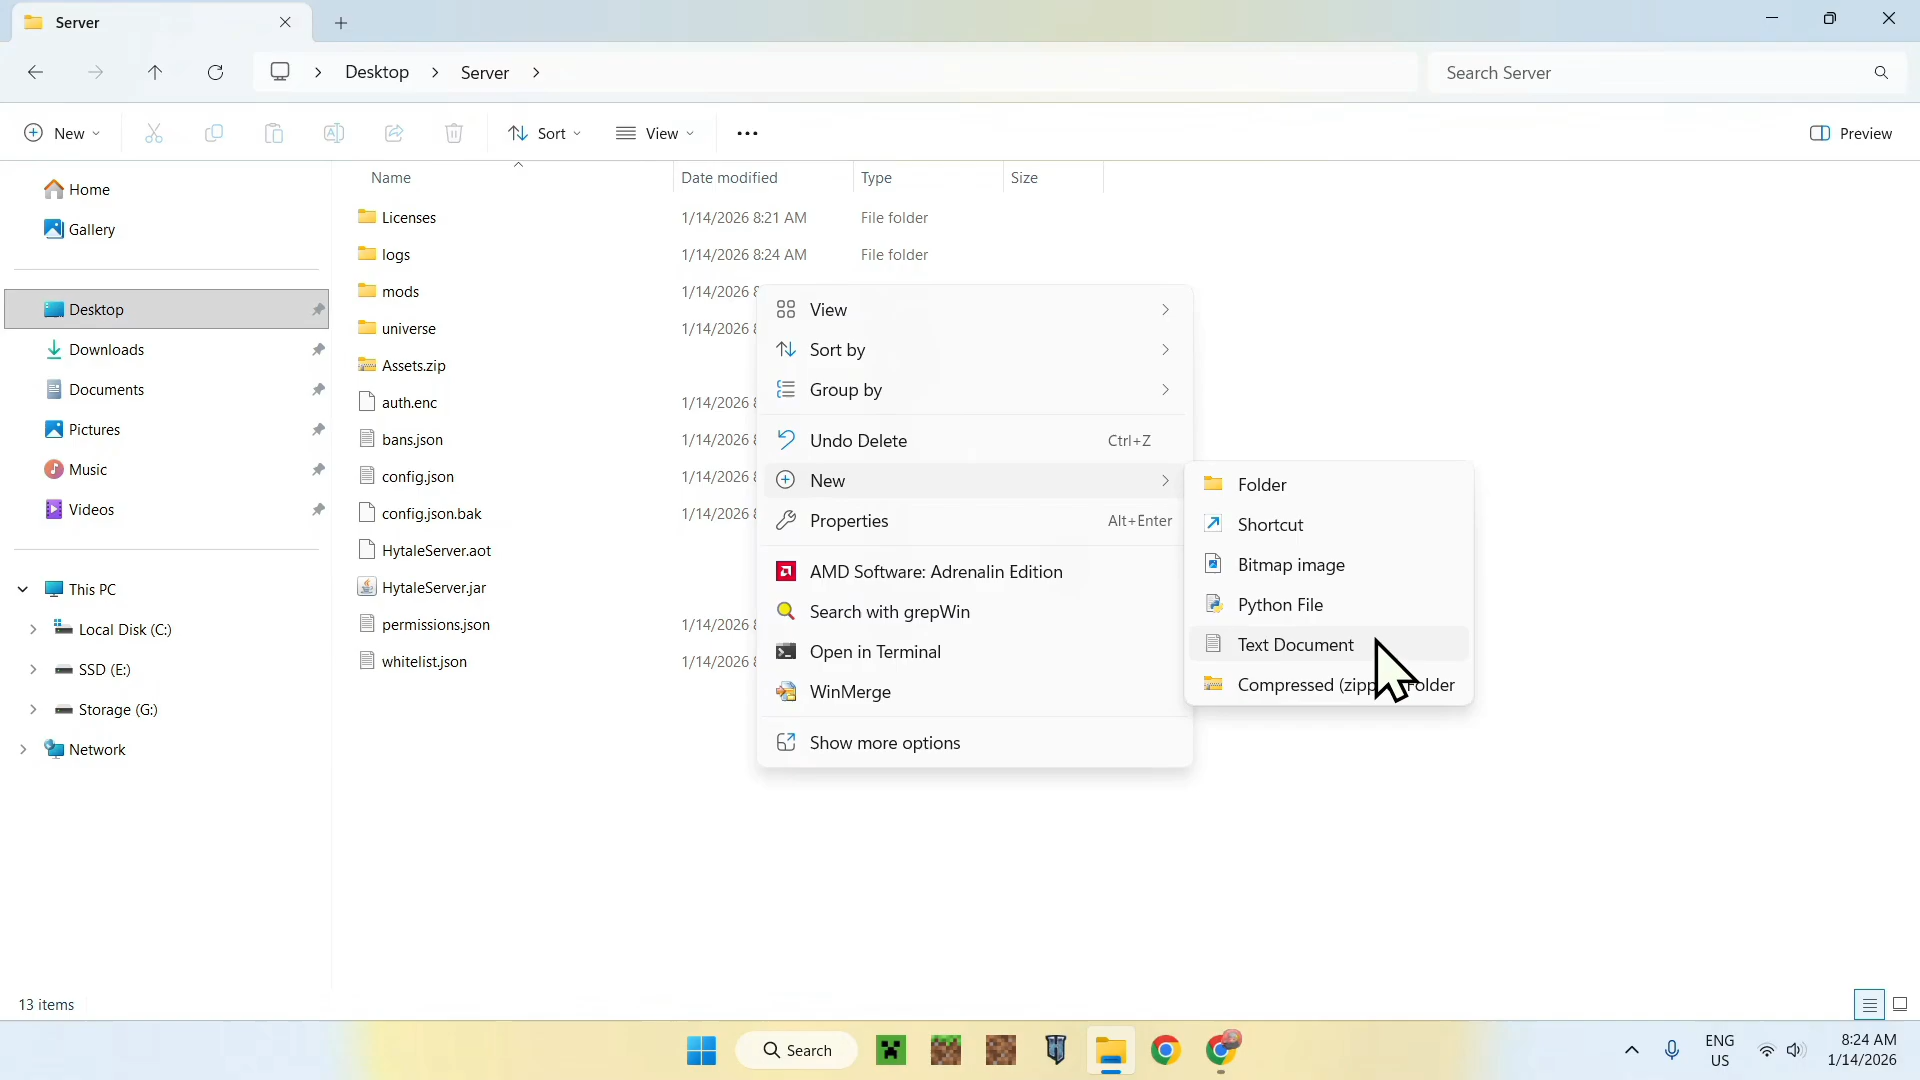 Server
Desktop
Server
Search Server
New
Sort
View
Preview
Name
Date modified
Type
Size
Home
Gallery
Desktop
Downloads
Documents
Pictures
Music
Videos
This PC
Local Disk (C:)
SSD (E:)
Storage (G:)
Network
Licenses 1/14/2026 8:21 AM File folder
logs 1/14/2026 8:24 AM File folder
mods 1/14/2026 8
universe 1/14/2026 8
Assets.zip
auth.enc 1/14/2026 8
bans.json 1/14/2026 8
config.json 1/14/2026 8
config.json.bak 1/14/2026 8
HytaleServer.aot
HytaleServer.jar
permissions.json 1/14/2026 8
whitelist.json 1/14/2026 8
View
Sort by
Group by
Undo Delete Ctrl+Z
New
Properties Alt+Enter
AMD Software: Adrenalin Edition
Search with grepWin
Open in Terminal
WinMerge
Show more options
Folder
Shortcut
Bitmap image
Python File
Text Document
Compressed (zipp older
13 items
Search
ENG
US
8:24 AM
1/14/2026